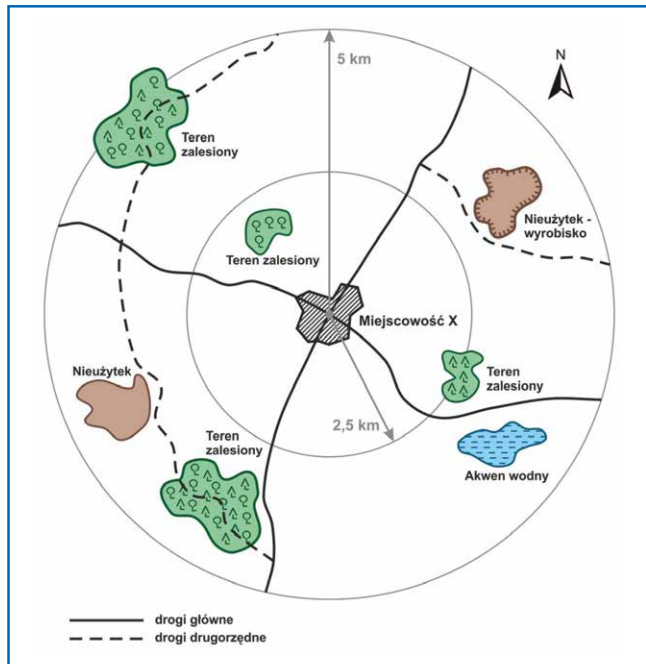 5 km
N
Teren
zalesiony
Nieużytek -
wyrobisko
Teren zalesiony
Miejscowość X
Nieużytek
Teren
zalesiony
2,5 km
Teren
zalesiony
Akwen wodny
drogi główne
drogi drugorzędne